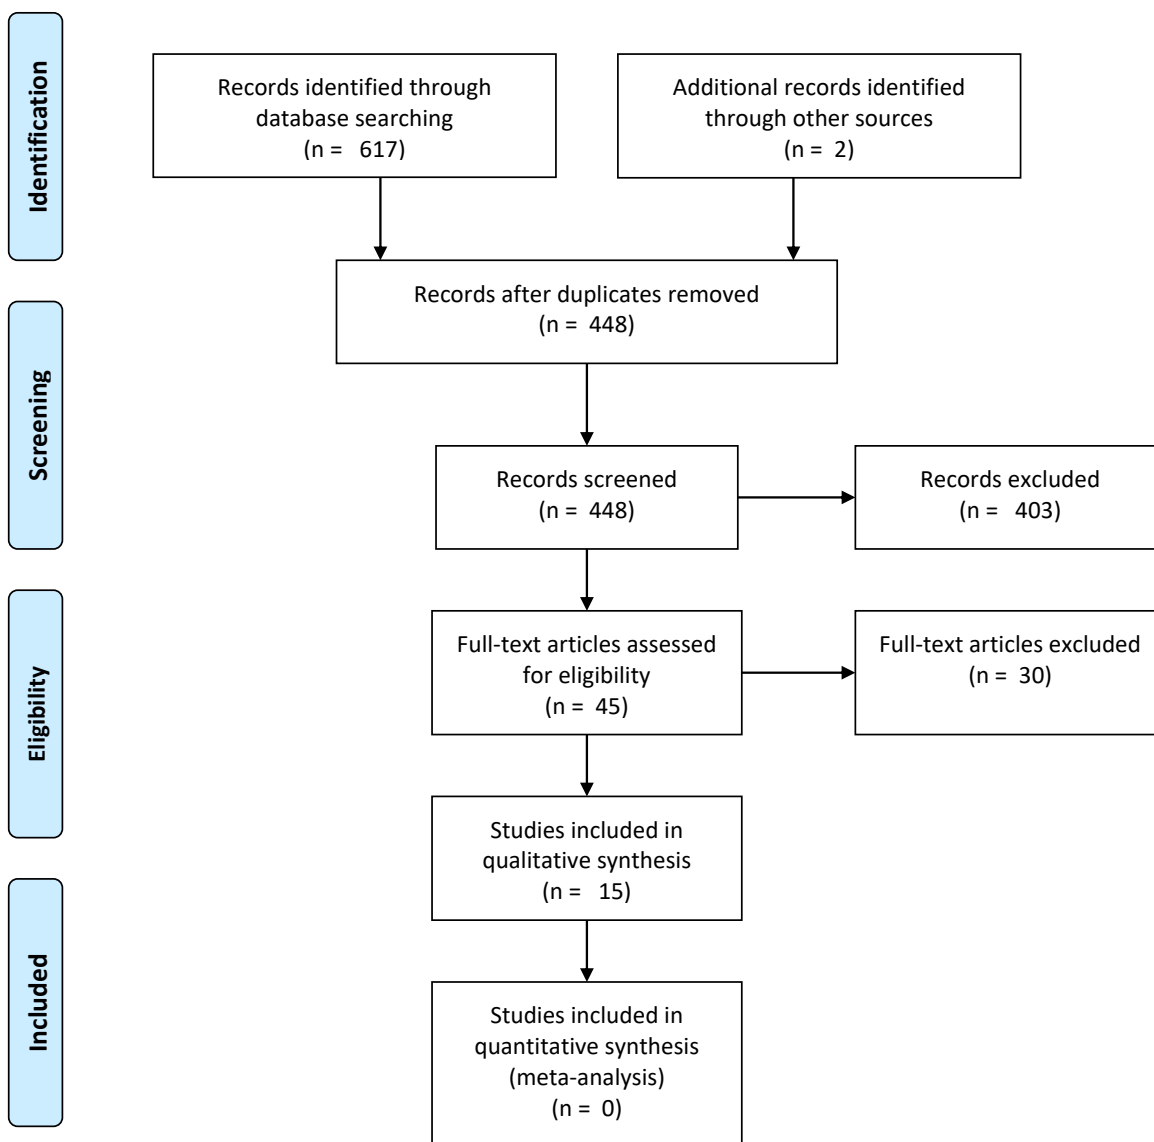 Identification
Records identified through
database searching
(n = 617)
Additional records identified
through other sources
(n = 2)
Records after duplicates removed
(n = 448)
Screening
Records screened
(n = 448)
Records excluded
(n = 403)
Eligibility
Full-text articles assessed
for eligibility
(n = 45)
Full-text articles excluded
(n = 30)
Studies included in
qualitative synthesis
(n = 15)
Included
Studies included in
quantitative synthesis
(meta-analysis)
(n = 0)